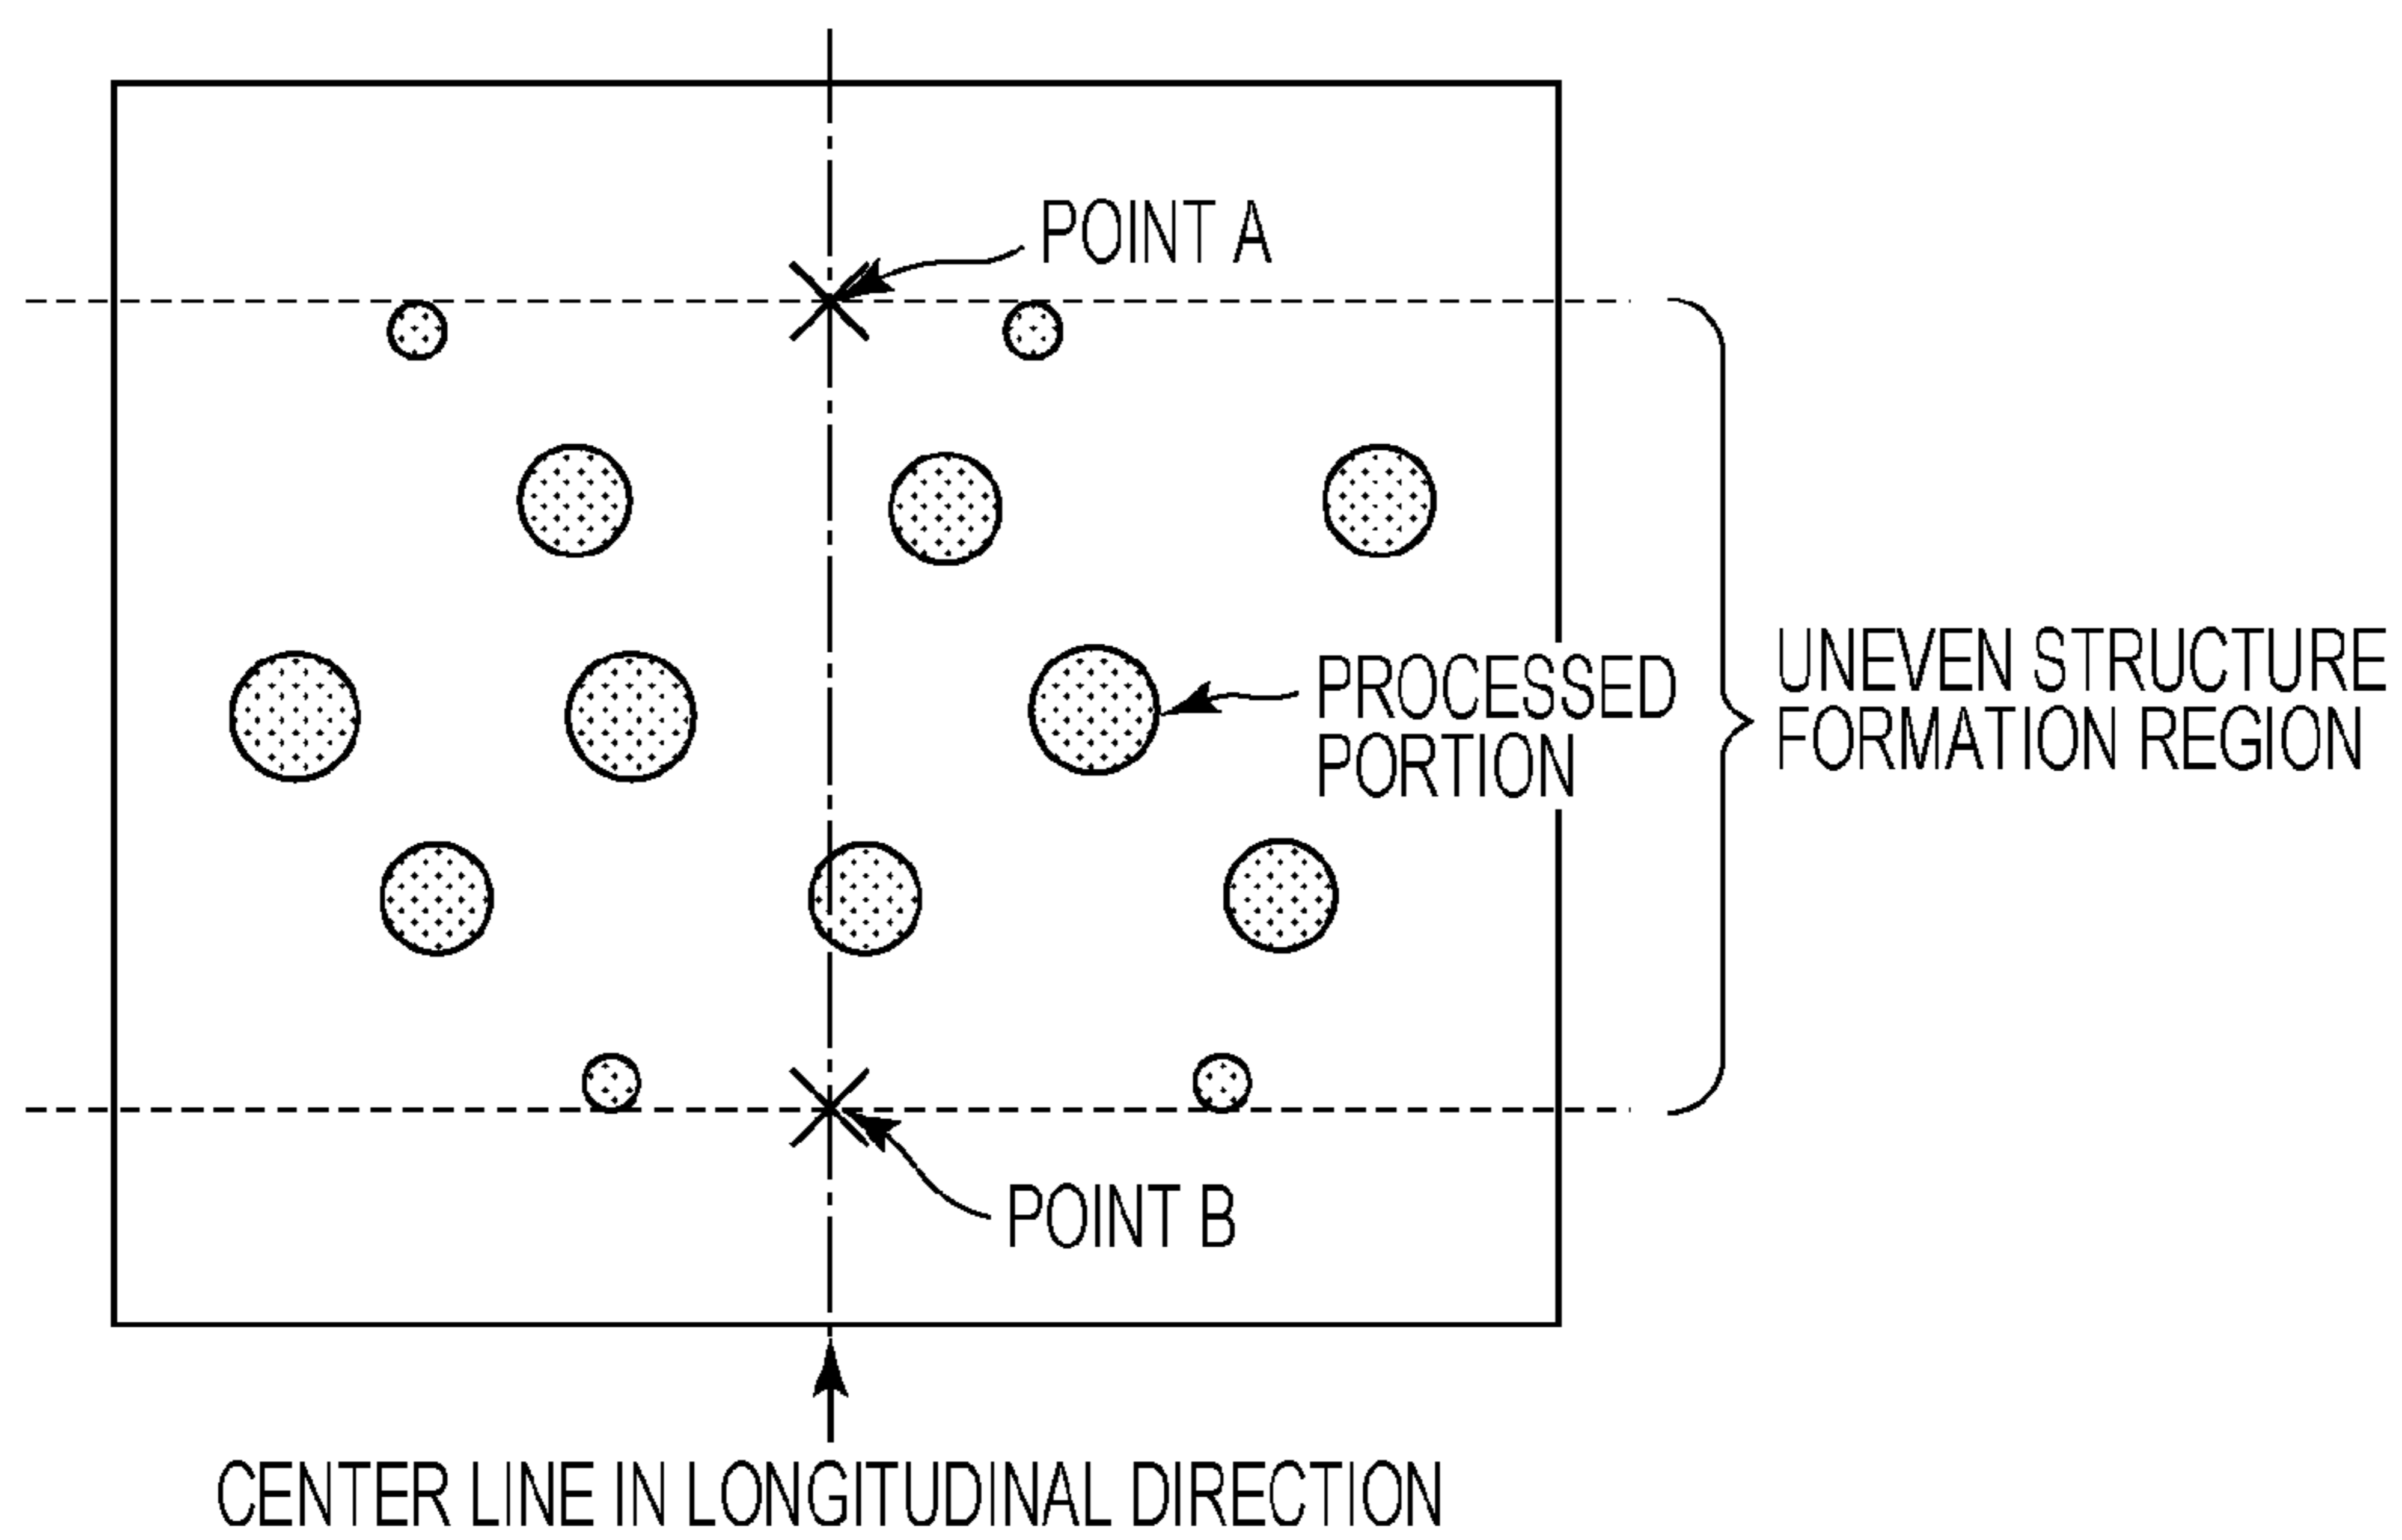 POINT A
PROCESSED
PORTION
UNEVEN STRUCTURE
FORMATION REGION
POINT B
CENTER LINE IN LONGITUDINAL DIRECTION